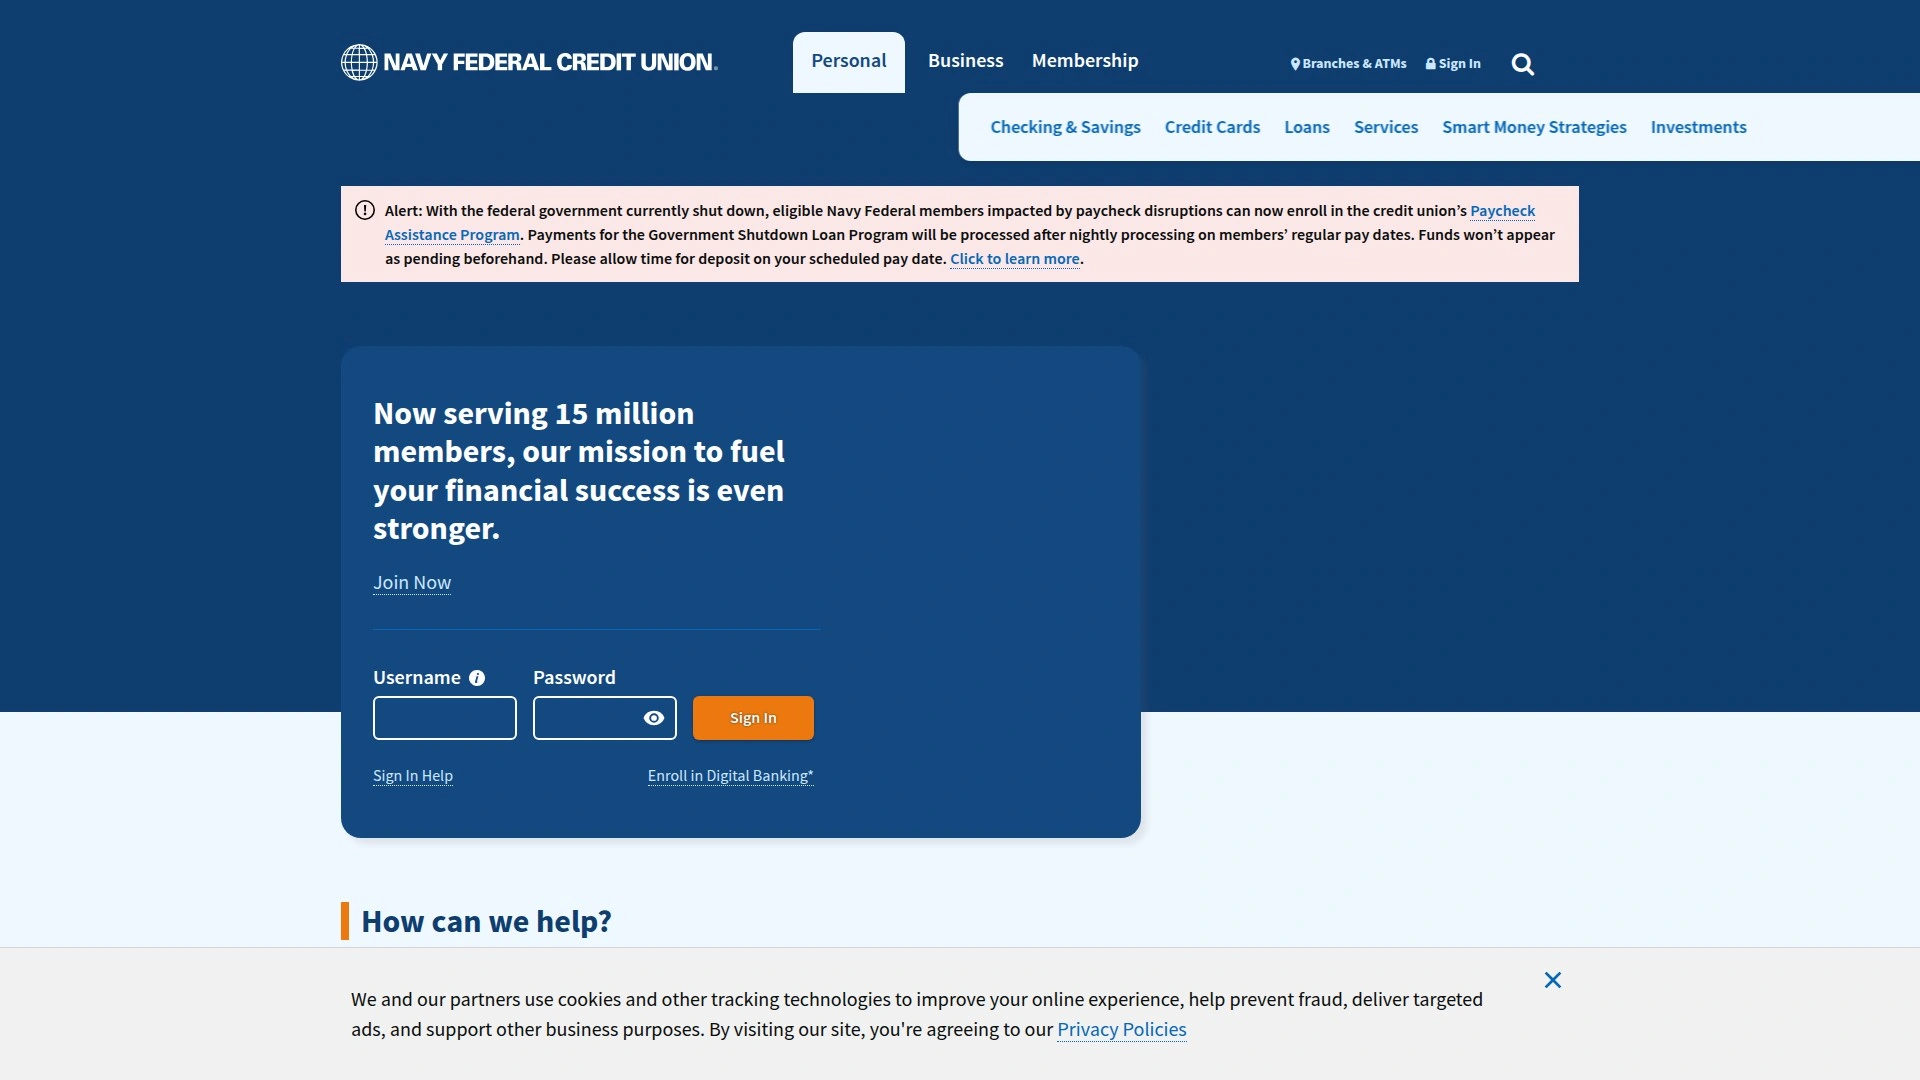 NAVY FEDERAL CREDIT UNION.
Personal Business Membership
Branches & ATMs Sign In
Checking & Savings Credit Cards Loans Services Smart Money Strategies Investments
Alert: With the federal government currently shut down, eligible Navy Federal members impacted by paycheck disruptions can now enroll in the credit union’s Paycheck
Assistance Program. Payments for the Government Shutdown Loan Program will be processed after nightly processing on members’ regular pay dates. Funds won’t appear
as pending beforehand. Please allow time for deposit on your scheduled pay date. Click to learn more.
Now serving 15 million
members, our mission to fuel
your financial success is even
stronger.
Join Now
Username Password
Sign In
Sign In Help Enroll in Digital Banking*
How can we help?
We and our partners use cookies and other tracking technologies to improve your online experience, help prevent fraud, deliver targeted
ads, and support other business purposes. By visiting our site, you're agreeing to our Privacy Policies